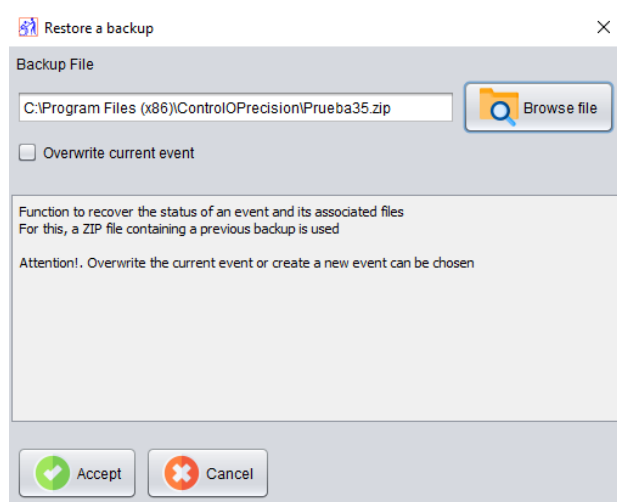 Restore a backup
Backup File
C:\Program Files (x86)\ControlOPrecision\Prueba35.zip
Browse file
Overwrite current event
Function to recover the status of an event and its associated files
For this, a ZIP file containing a previous backup is used
Attention!. Overwrite the current event or create a new event can be chosen
Accept
Cancel